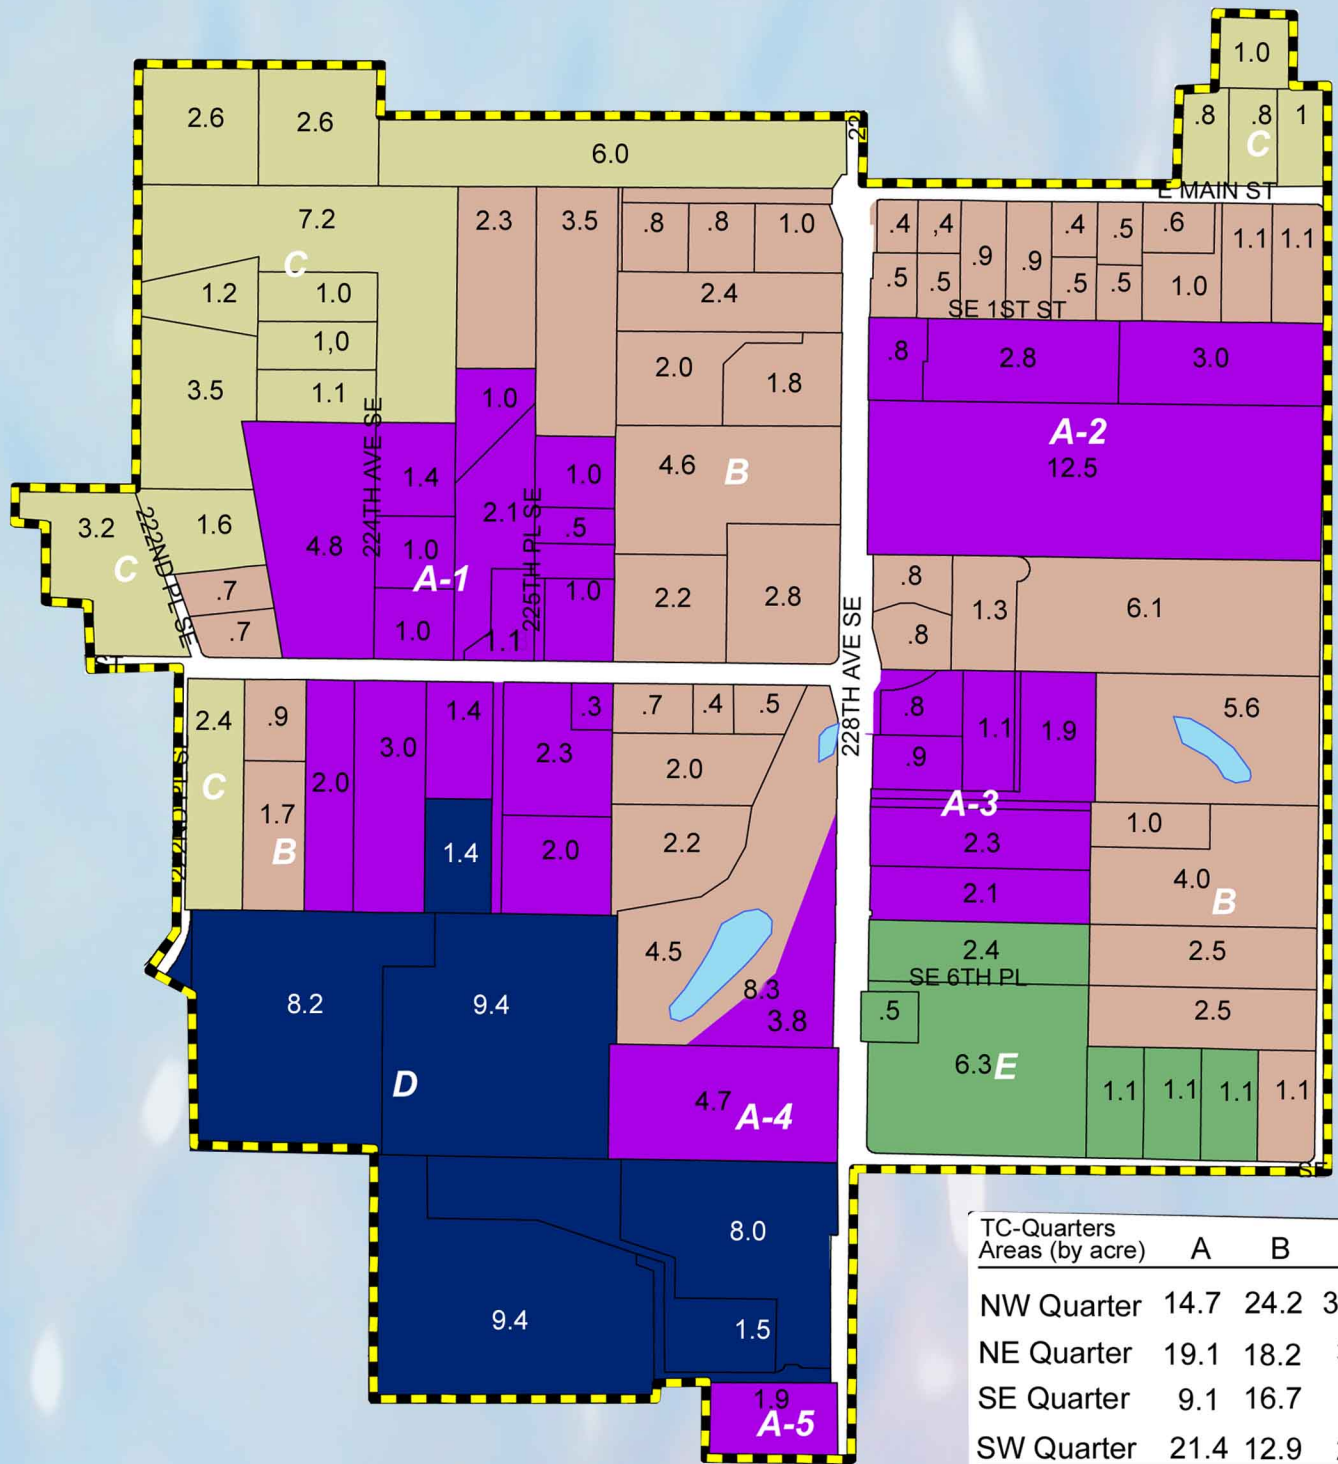 1.0
.8 .8 1
C
2.6 2.6
6.0
22
E MAIN ST
7.2 2.3 3.5 .8 .8 1.0
.4 ,4 .9 .9 .4 .5 .6 1.1 1.1
C
1.2 1.0 2.4
.5 .5 .5 .5 1.0
SE 1ST ST
1,0
3.5 1.1 1.0 2.0 1.8
.8 2.8 3.0
224TH AVE SE
A-2
12.5
1.4 1.0 4.6 B
3.2 1.6 4.8 2.1 .5
222ND PL SE
225TH PL SE
C
1.0
A-1
.7 1.0 2.2 2.8
.8 1.3 6.1
.7 1.0 1.1
.8
228TH AVE SE
ST
2.4 .9 1.4 .3 .7 .4 .5
.8 1.1 1.9 5.6
C 2.0 3.0 2.3 2.0
.9
A-3
1.7 B
1.4 2.0 2.2
2.3 1.0
2.1 4.0 B
8.2 9.4 4.5 8.3
3.8
2.4 2.5
SE 6TH PL
.5 2.5
6.3 E
D
4.7 A-4
1.1 1.1 1.1 1.1
SE
8.0
9.4 1.5
1.9
A-5
TC-Quarters
Areas (by acre) A B
NW Quarter 14.7 24.2 3
NE Quarter 19.1 18.2
SE Quarter 9.1 16.7
SW Quarter 21.4 12.9